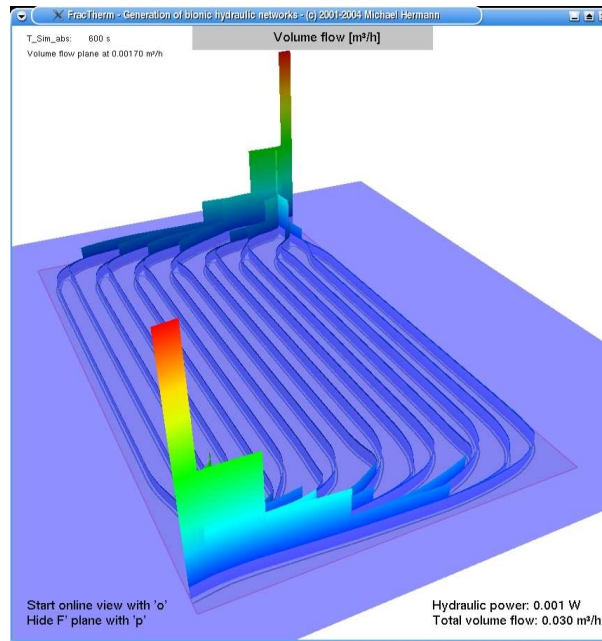 FracTherm - Generation of bionic hydraulic networks - (c) 2001-2004 Michael Hermann
T_Sim_abs: 600 s
Volume flow [m³/h]
Volume flow plane at 0.00170 m³/h
Start online view with 'o'
Hide F' plane with 'p'
Hydraulic power: 0.001 W
Total volume flow: 0.030 m³/h